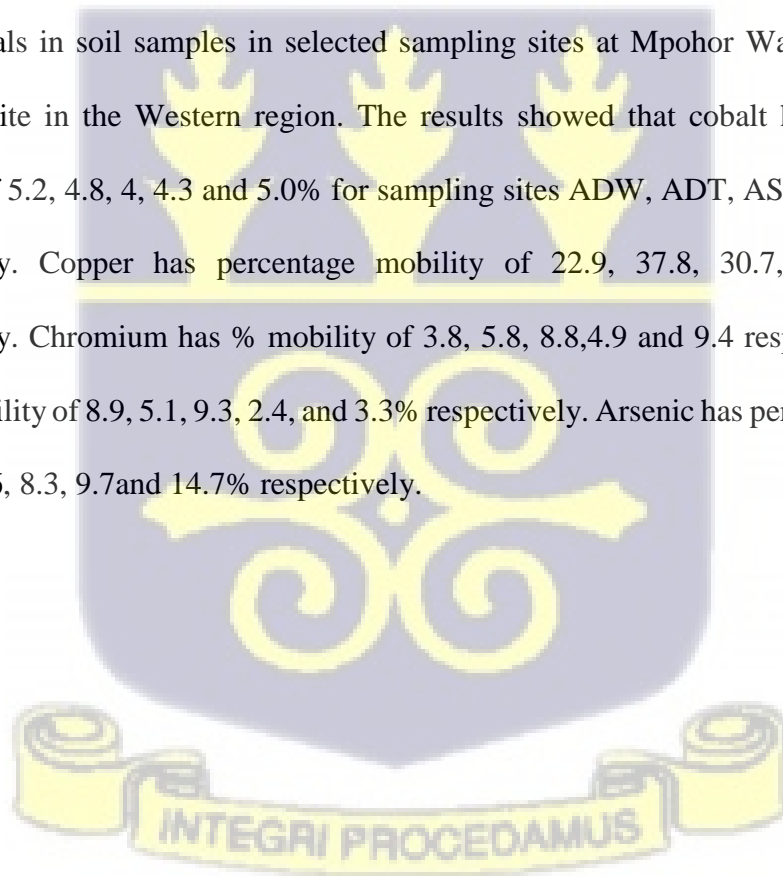 als in soil samples in selected sampling sites at Mpohor Wa
ite in the Western region. The results showed that cobalt
5.2, 4.8, 4, 4.3 and 5.0% for sampling sites ADW, ADT, AS
y. Copper has percentage mobility of 22.9, 37.8, 30.7,
y. Chromium has % mobility of 3.8, 5.8, 8.8,4.9 and 9.4 resp
ility of 8.9, 5.1, 9.3, 2.4, and 3.3% respectively. Arsenic has per
, 8.3, 9.7and 14.7% respectively.
INTEGRI PROCEDAMUS